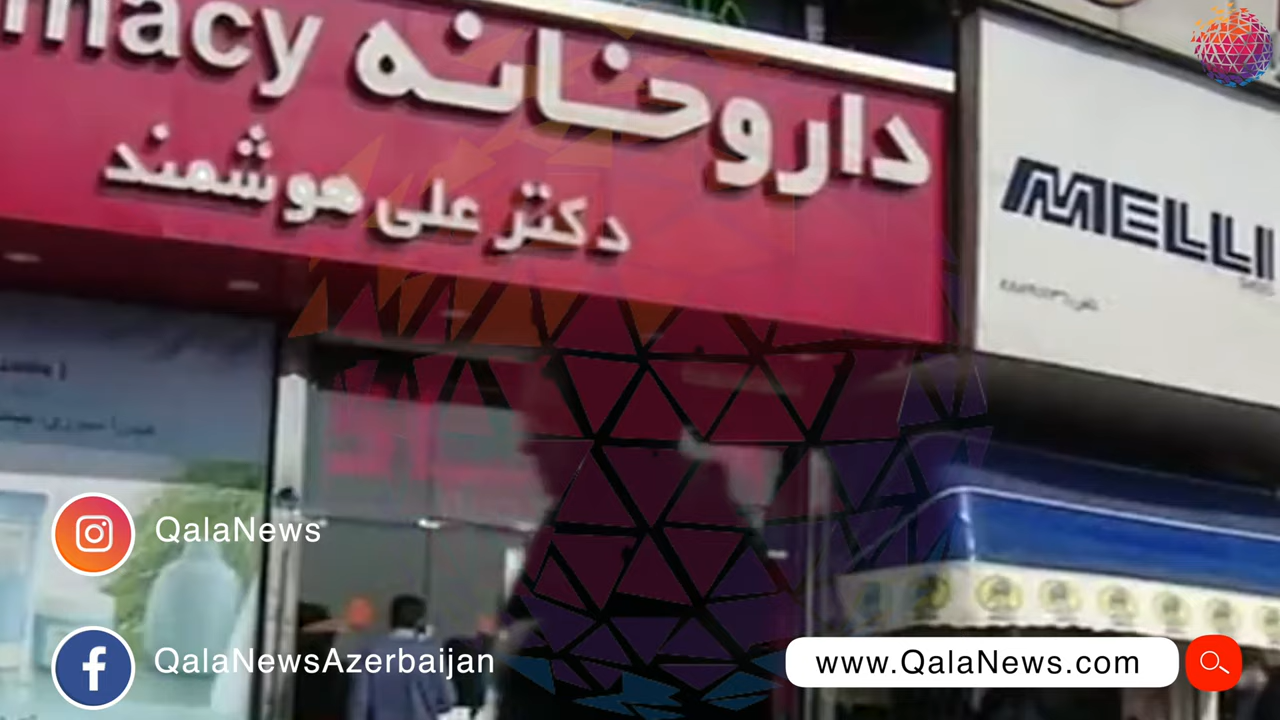 macy داروخانه
دکتر علی هوشمند
MELLI
QalaNews
QalaNewsAzerbaijan
www.QalaNews.com